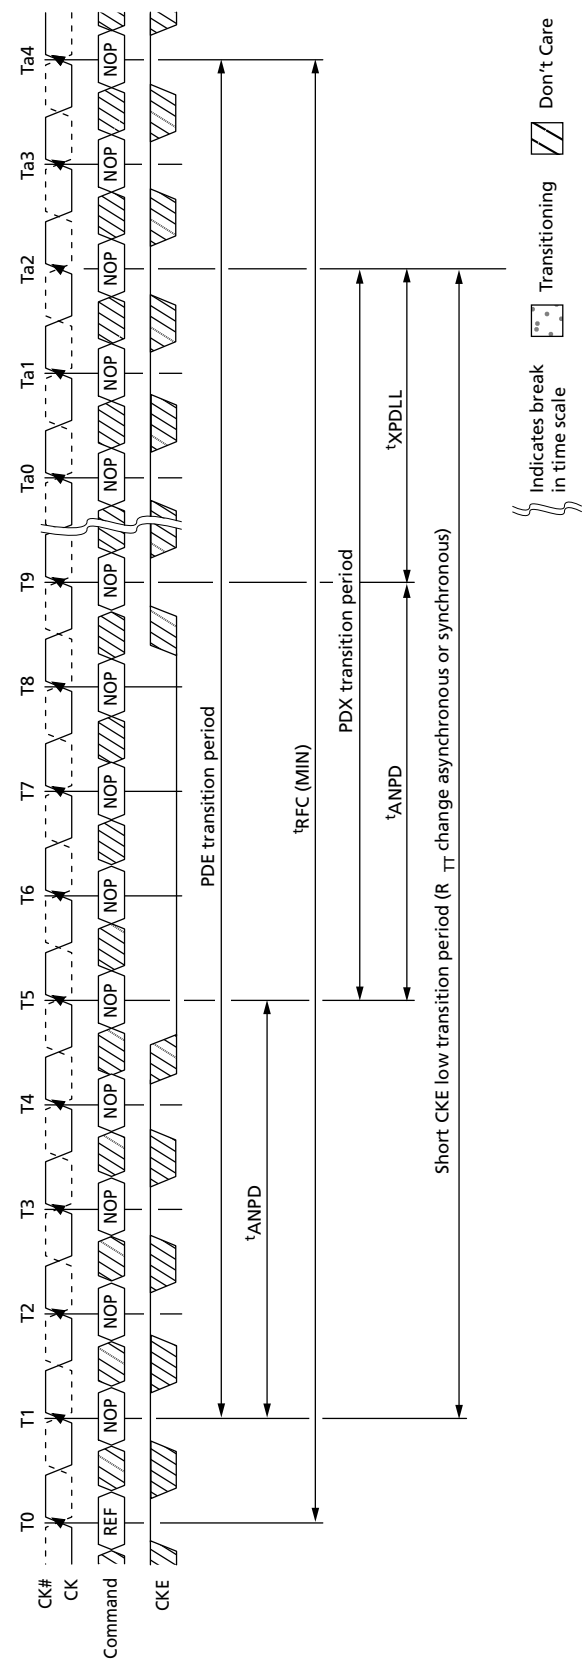 T0 T1 T2 T3 T4 T5 T6 T7 T8 T9 Ta0 Ta1 Ta2 Ta3 Ta4
CK#
CK
Command REF NOP NOP NOP NOP NOP NOP NOP NOP NOP NOP NOP NOP NOP NOP
CKE
PDE transition period
tANPD
tRFC (MIN)
PDX transition period
tANPD tXPDLL
Short CKE low transition period (R TT change asynchronous or synchronous)
Indicates break
in time scale
Transitioning
Don't Care